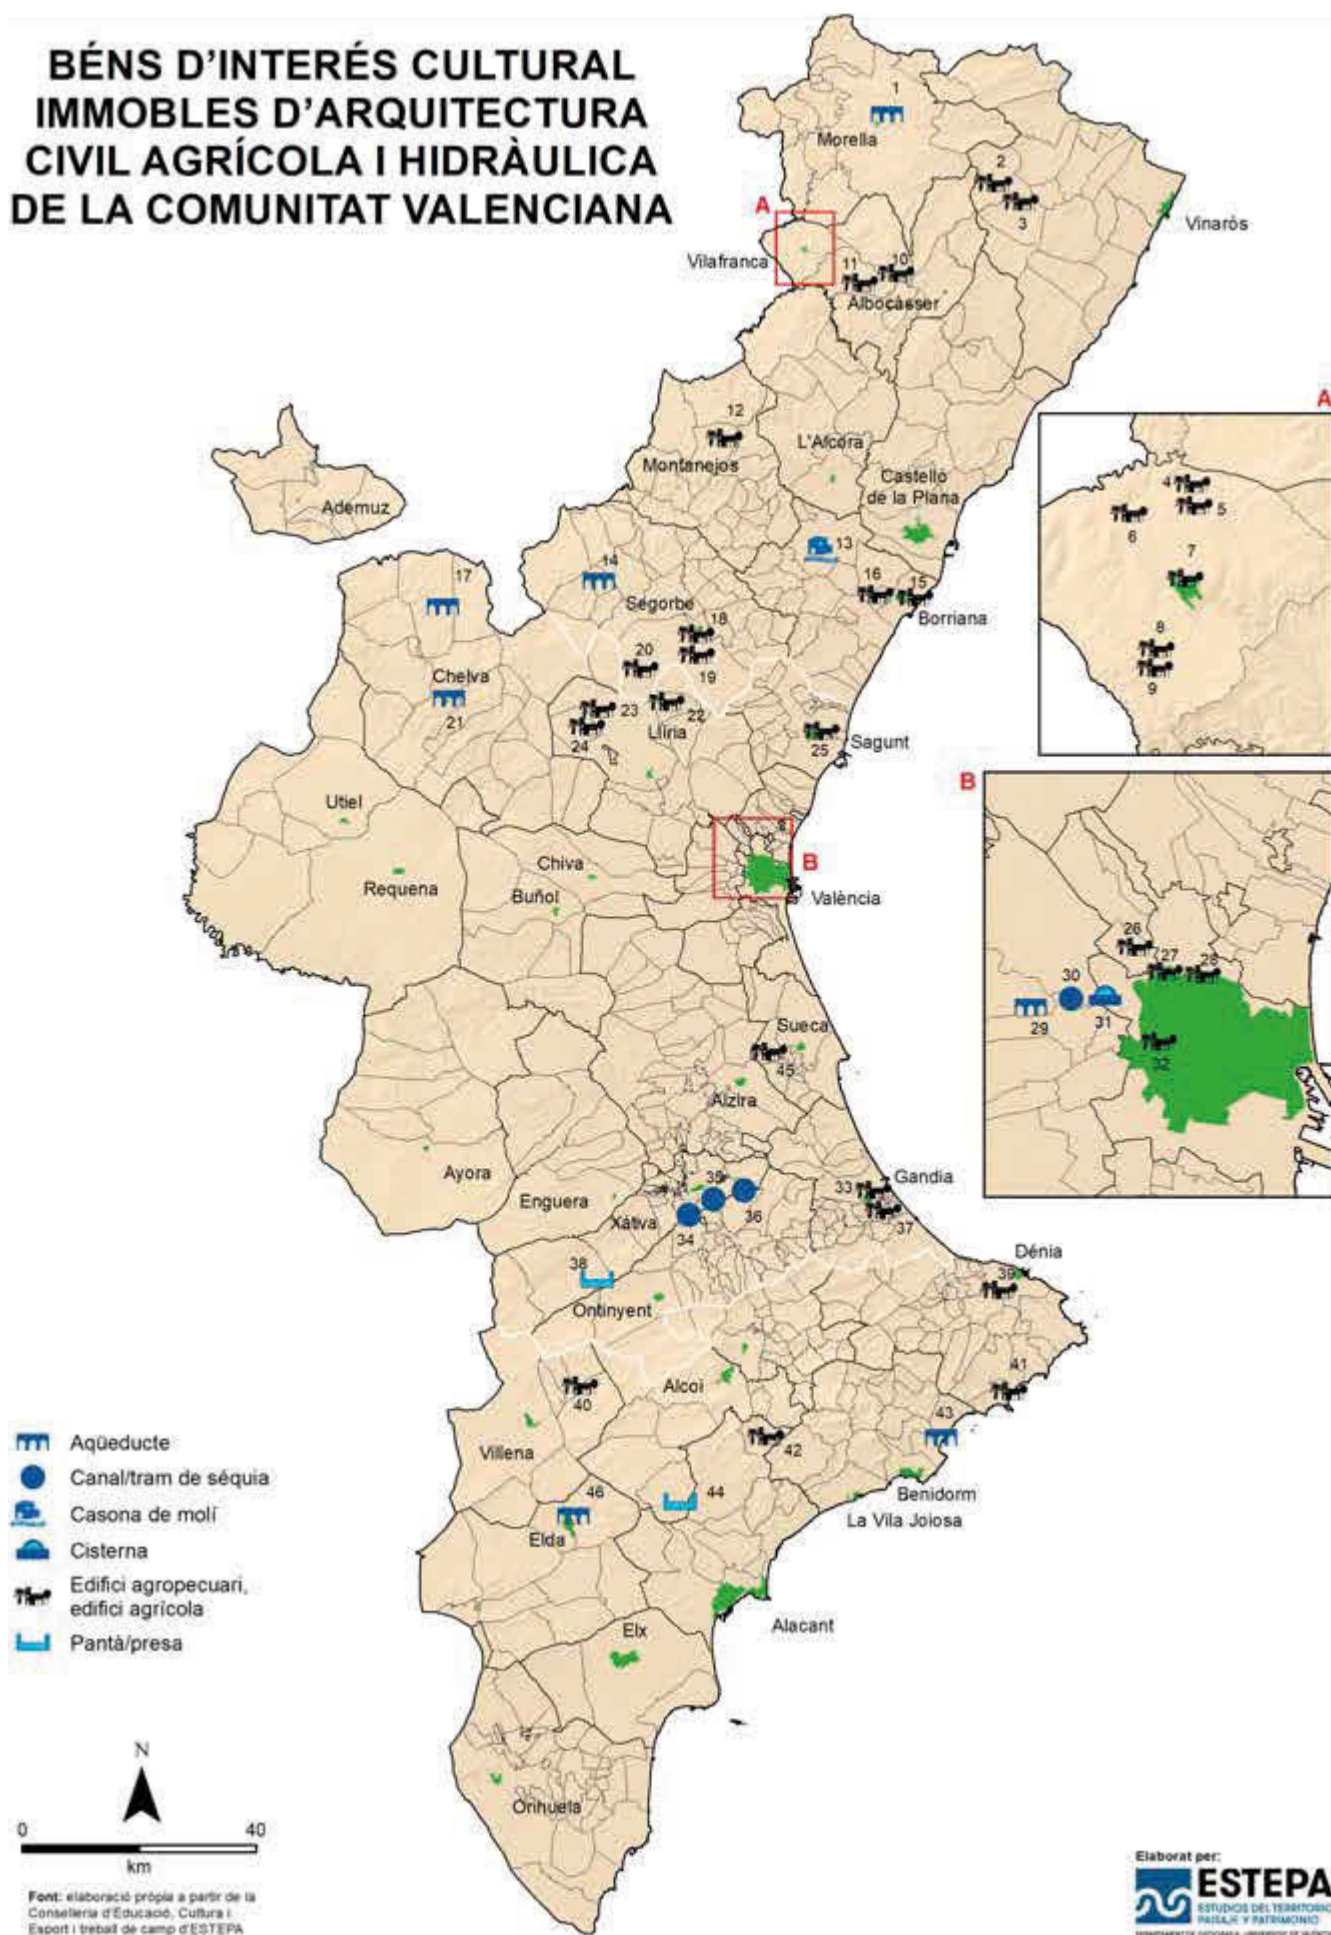 BÉNS D'INTERÉS CULTURAL
IMMOBLES D'ARQUITECTURA
CIVIL AGRÍCOLA I HIDRÀULICA
DE LA COMUNITAT VALENCIANA
1
Morella
2
3
A
Vinaròs
Vilafranca
11
10
Albocàsser
12
Montanejos
L'Alcora
Castelló
de la Plana
Ademuz
13
14
Segorbe
16
15
Borriana
17
18
20
19
Chelva
21
23
22
24
Llíria
25
Sagunt
Utiel
Chiva
B
Requena
Buñol
València
Sueca
45
Alzira
Ayora
Enguera
Xàtiva
35
36
34
33
Gandia
37
38
Ontinyent
Dénia
39
40
Alcoi
41
43
42
Villena
46
44
Elda
Benidorm
La Vila Joiosa
Elx
Alacant
Orihuela
A
4
5
6
7
8
9
B
26
27
28
30
29
31
32
Aqüeducte
Canal/tram de séquia
Casona de molí
Cisterna
Edifici agropecuari,
edifici agrícola
Pantà/presa
N
0
40
km
Font: elaboració pròpia a partir de la
Conselleria d'Educació, Cultura i
Esport i treball de camp d'ESTEPA
Elaborat per:
ESTEPA
ESTUDIOS DEL TERRITORIO
PAISAJE Y PATRIMONIO